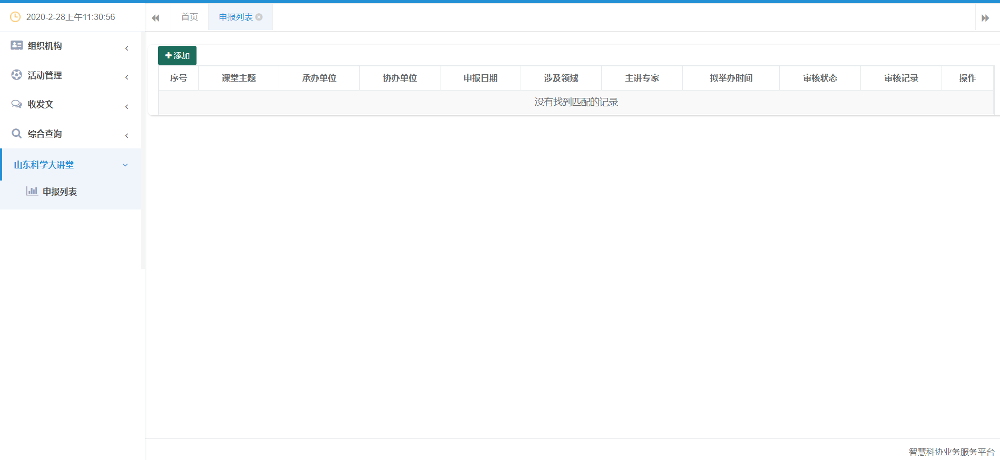 2020-2-28上午11:30:56
首页
申报列表
组织机构
活动管理
收发文
综合查询
山东科学大讲堂
申报列表
添加
序号 课堂主题 承办单位 协办单位 申报日期 涉及领域 主讲专家 拟举办时间 审核状态 审核记录 操作
没有找到匹配的记录
智慧科协业务服务平台